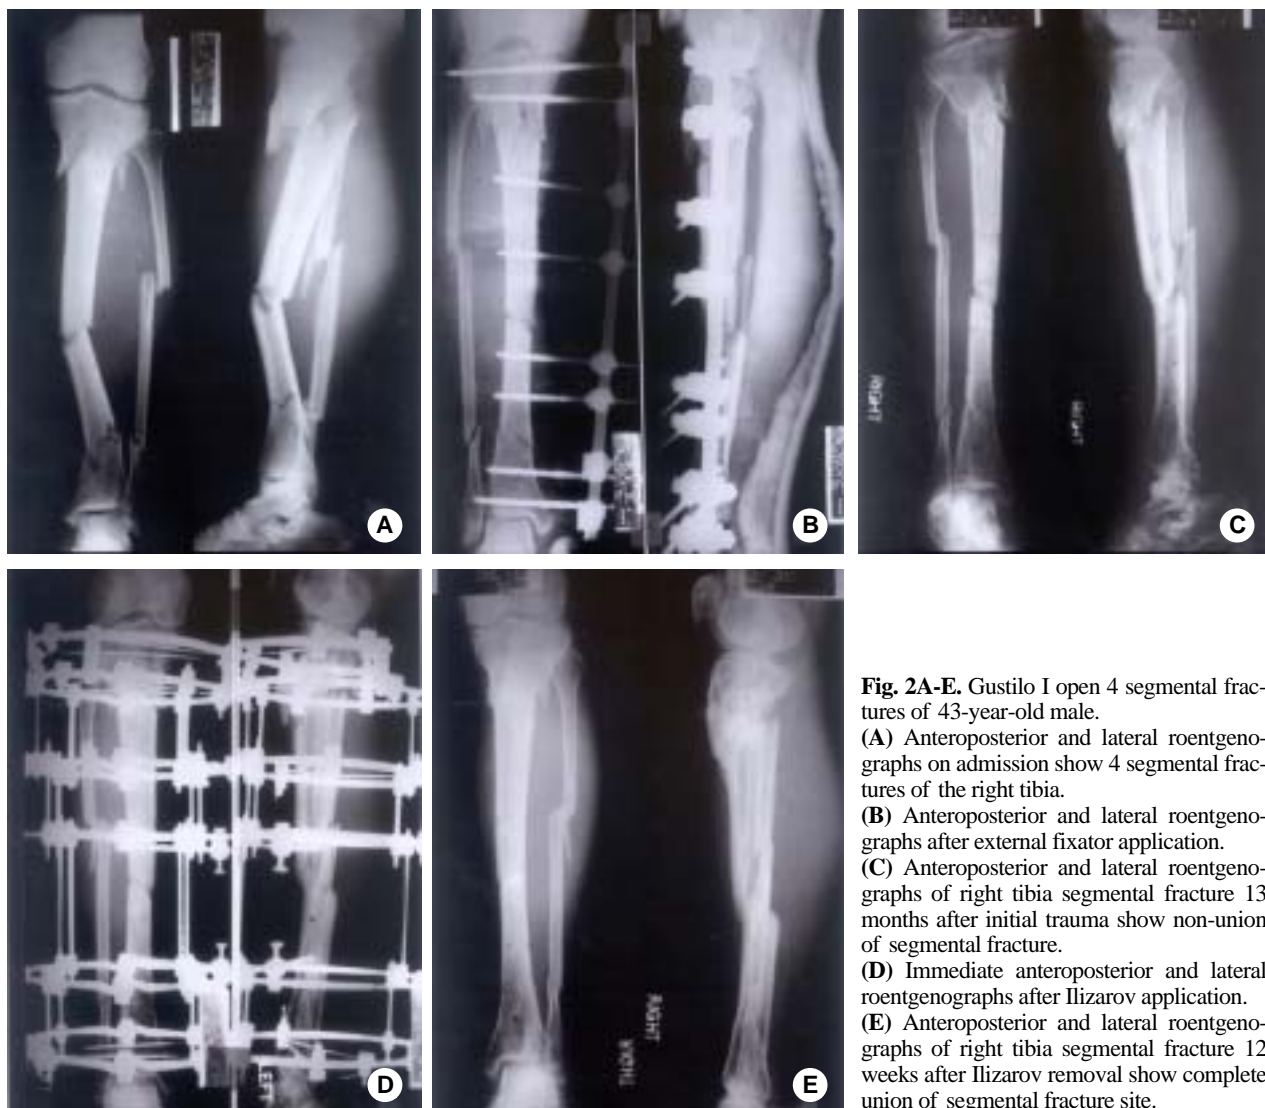 A
B
C
RIGHT
RIGHT
D
E
RIGHT
RIGHT
Fig. 2A-E. Gustilo I open 4 segmental frac-
tures of 43-year-old male.
(A) Anteroposterior and lateral roentgeno-
graphs on admission show 4 segmental frac-
tures of the right tibia.
(B) Anteroposterior and lateral roentgeno-
graphs after external fixator application.
(C) Anteroposterior and lateral roentgeno-
graphs of right tibia segmental fracture 13
months after initial trauma show non-union
of segmental fracture.
(D) Immediate anteroposterior and lateral
roentgenographs after Ilizarov application.
(E) Anteroposterior and lateral roentgeno-
graphs of right tibia segmental fracture 12
weeks after Ilizarov removal show complete
union of segmental fracture site.